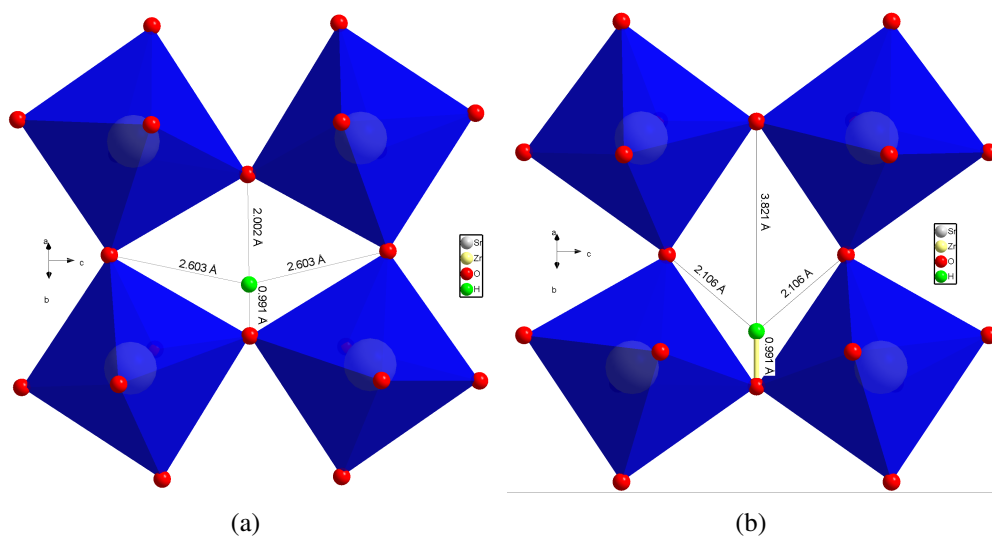 a
c
b
2.002 A
2.603 A
2.603 A
0.991 A
Sr
Zr
O
H
(a)
a
c
b
3.821 A
2.106 A
2.106 A
0.991 A
Sr
Zr
O
H
(b)